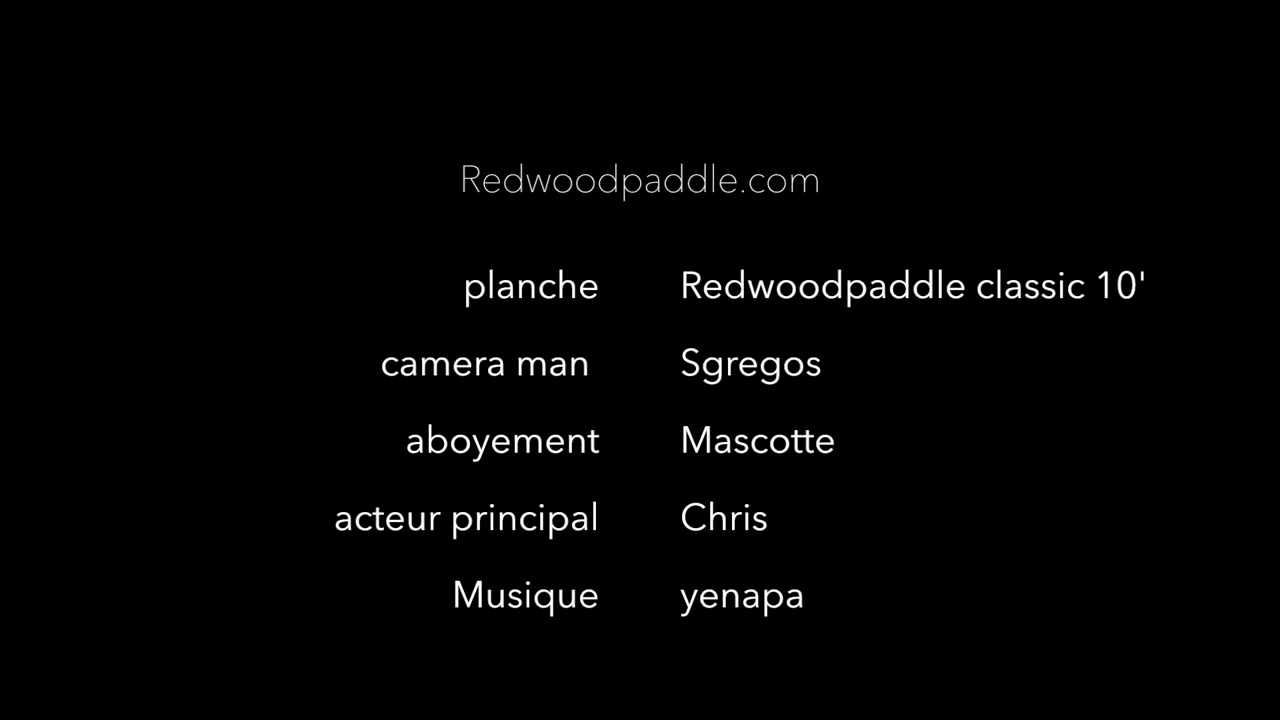 Redwoodpaddle.com
planche Redwoodpaddle classic 10'
camera man Sgregos
aboyement Mascotte
acteur principal Chris
Musique yenapa